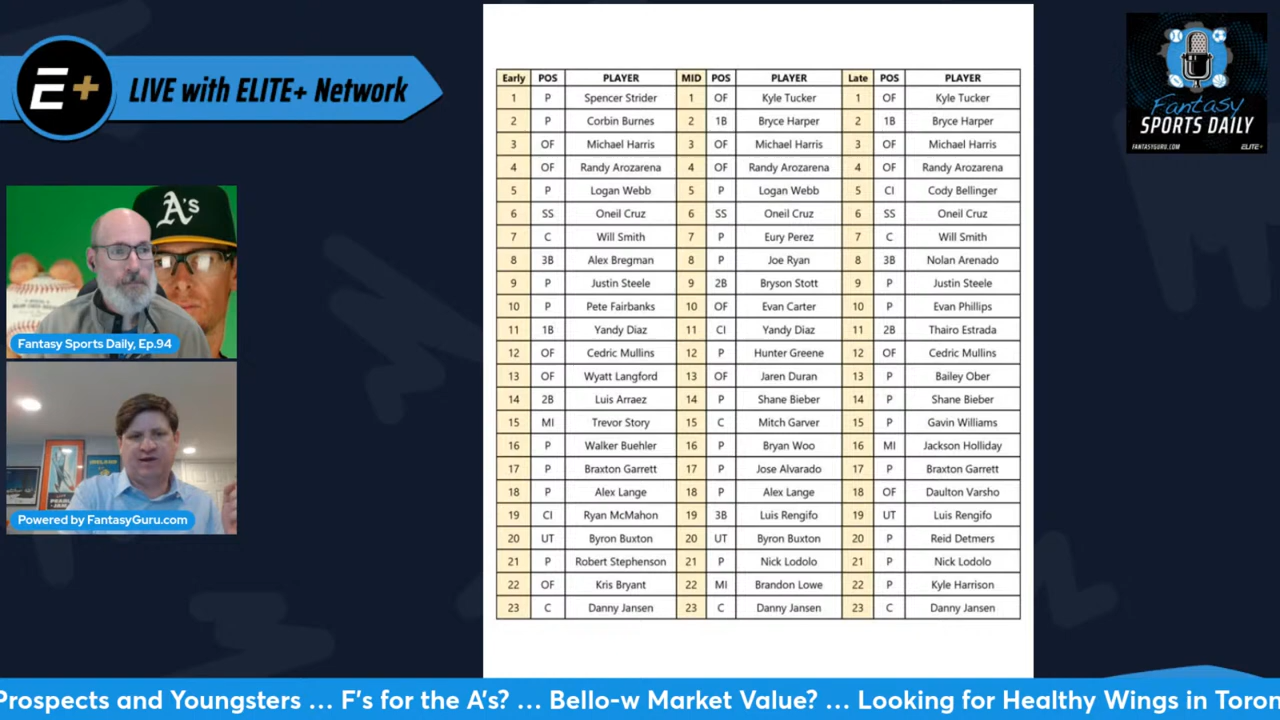 E+
LIVE with ELITE+ Network
Fantasy
SPORTS DAILY
FANTASYGURU.COM
ELITE+
A's
Fantasy Sports Daily, Ep.94
Powered by FantasyGuru.com
Early POS PLAYER MID POS PLAYER Late POS PLAYER
1 P Spencer Strider 1 OF Kyle Tucker 1 OF Kyle Tucker
2 P Corbin Burnes 2 1B Bryce Harper 2 1B Bryce Harper
3 OF Michael Harris 3 OF Michael Harris 3 OF Michael Harris
4 OF Randy Arozarena 4 OF Randy Arozarena 4 OF Randy Arozarena
5 P Logan Webb 5 P Logan Webb 5 CI Cody Bellinger
6 SS Oneil Cruz 6 SS Oneil Cruz 6 SS Oneil Cruz
7 C Will Smith 7 P Eury Perez 7 C Will Smith
8 3B Alex Bregman 8 P Joe Ryan 8 3B Nolan Arenado
9 P Justin Steele 9 2B Bryson Stott 9 P Justin Steele
10 P Pete Fairbanks 10 OF Evan Carter 10 P Evan Phillips
11 1B Yandy Diaz 11 CI Yandy Diaz 11 2B Thairo Estrada
12 OF Cedric Mullins 12 P Hunter Greene 12 OF Cedric Mullins
13 OF Wyatt Langford 13 OF Jaren Duran 13 P Bailey Ober
14 2B Luis Arraez 14 P Shane Bieber 14 P Shane Bieber
15 MI Trevor Story 15 C Mitch Garver 15 P Gavin Williams
16 P Walker Buehler 16 P Bryan Woo 16 MI Jackson Holliday
17 P Braxton Garrett 17 P Jose Alvarado 17 P Braxton Garrett
18 P Alex Lange 18 P Alex Lange 18 OF Daulton Varsho
19 CI Ryan McMahon 19 3B Luis Rengifo 19 UT Luis Rengifo
20 UT Byron Buxton 20 UT Byron Buxton 20 P Reid Detmers
21 P Robert Stephenson 21 P Nick Lodolo 21 P Nick Lodolo
22 OF Kris Bryant 22 MI Brandon Lowe 22 P Kyle Harrison
23 C Danny Jansen 23 C Danny Jansen 23 C Danny Jansen
Prospects and Youngsters ... F's for the A's? ... Bello-w Market Value? ... Looking for Healthy Wings in Toron